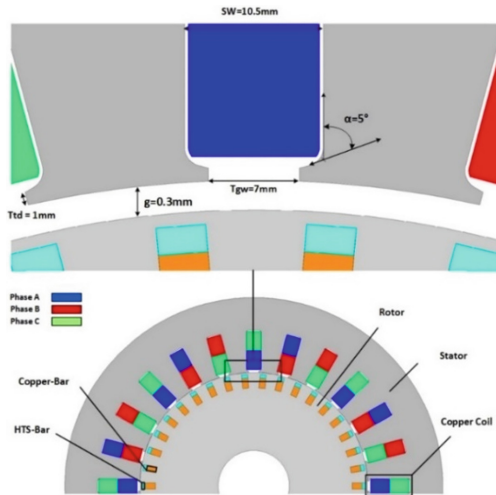 SW=10.5mm
α=5°
Tgw=7mm
g=0.3mm
Ttd = 1mm
Phase A
Phase B
Phase C
Rotor
Stator
Copper-Bar
HTS-Bar
Copper Coil